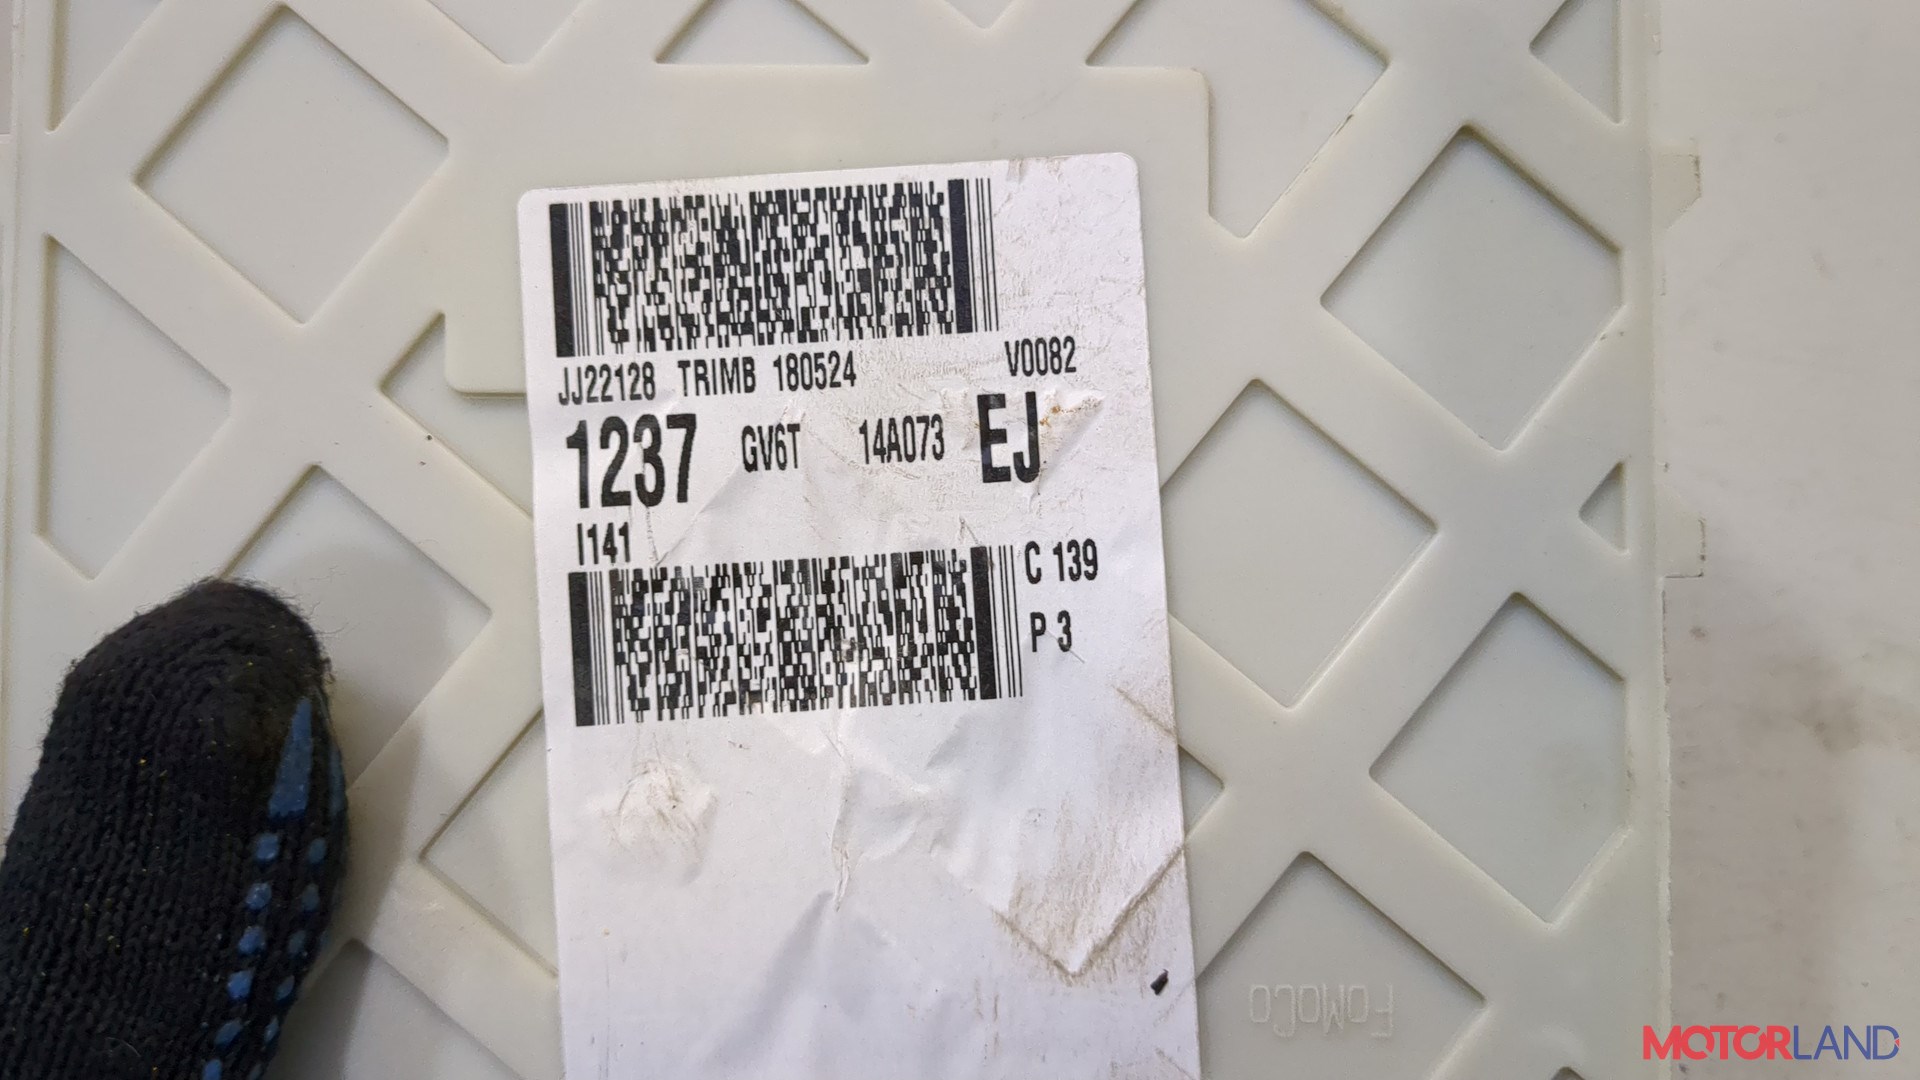 JJ22128 TRIMB 180524 V0082
1237 GV6T 14A073 EJ
I141
C 139
P 3
FoMoCo
MOTORLAND